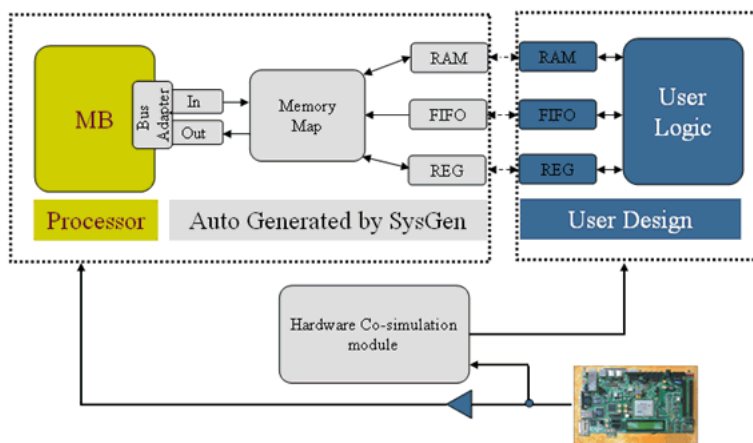 MB
Bus
Adapter
In
Out
Memory
Map
RAM
FIFO
REG
RAM
FIFO
REG
User
Logic
Processor
Auto Generated by SysGen
User Design
Hardware Co-simulation
module